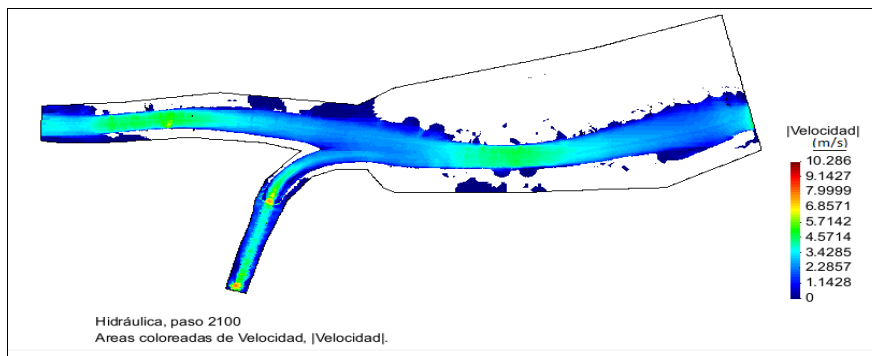 |Velocidad|
(m/s)
10.286
9.1427
7.9999
6.8571
5.7142
4.5714
3.4285
2.2857
1.1428
0
Hidráulica, paso 2100
Areas coloreadas de Velocidad, |Velocidad|.